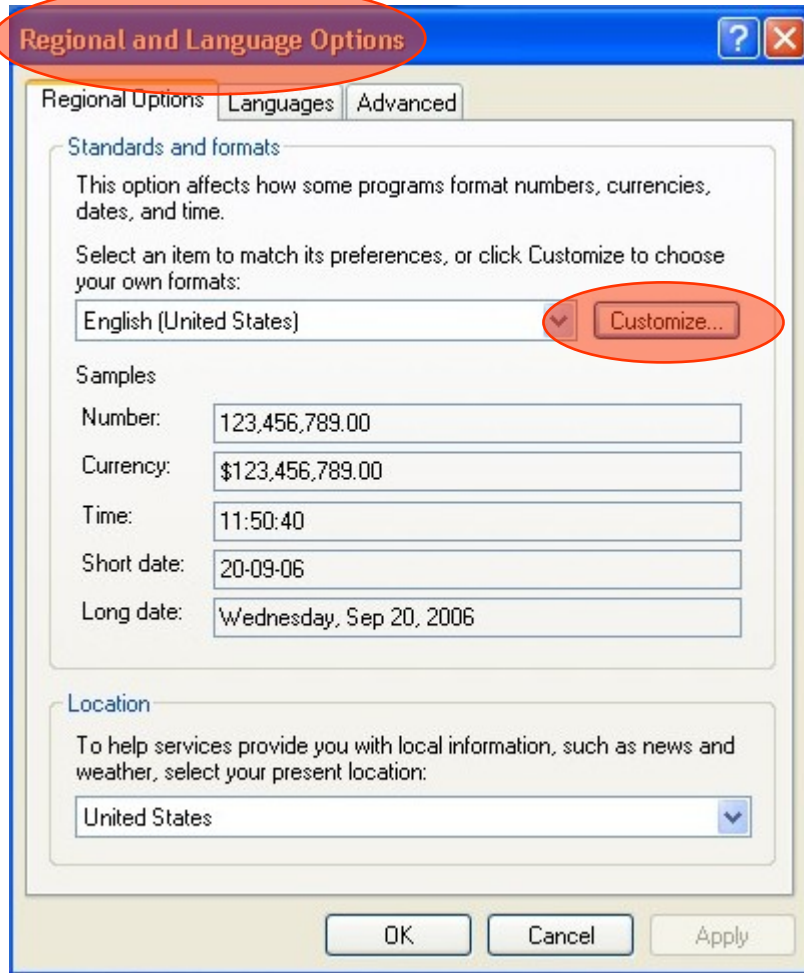 Regional and Language Options
Regional Options Languages Advanced
Standards and formats
This option affects how some programs format numbers, currencies,
dates, and time.
Select an item to match its preferences, or click Customize to choose
your own formats:
English (United States) Customize...
Samples
Number: 123,456,789.00
Currency: $123,456,789.00
Time: 11:50:40
Short date: 20-09-06
Long date: Wednesday, Sep 20, 2006
Location
To help services provide you with local information, such as news and
weather, select your present location:
United States
OK Cancel Apply